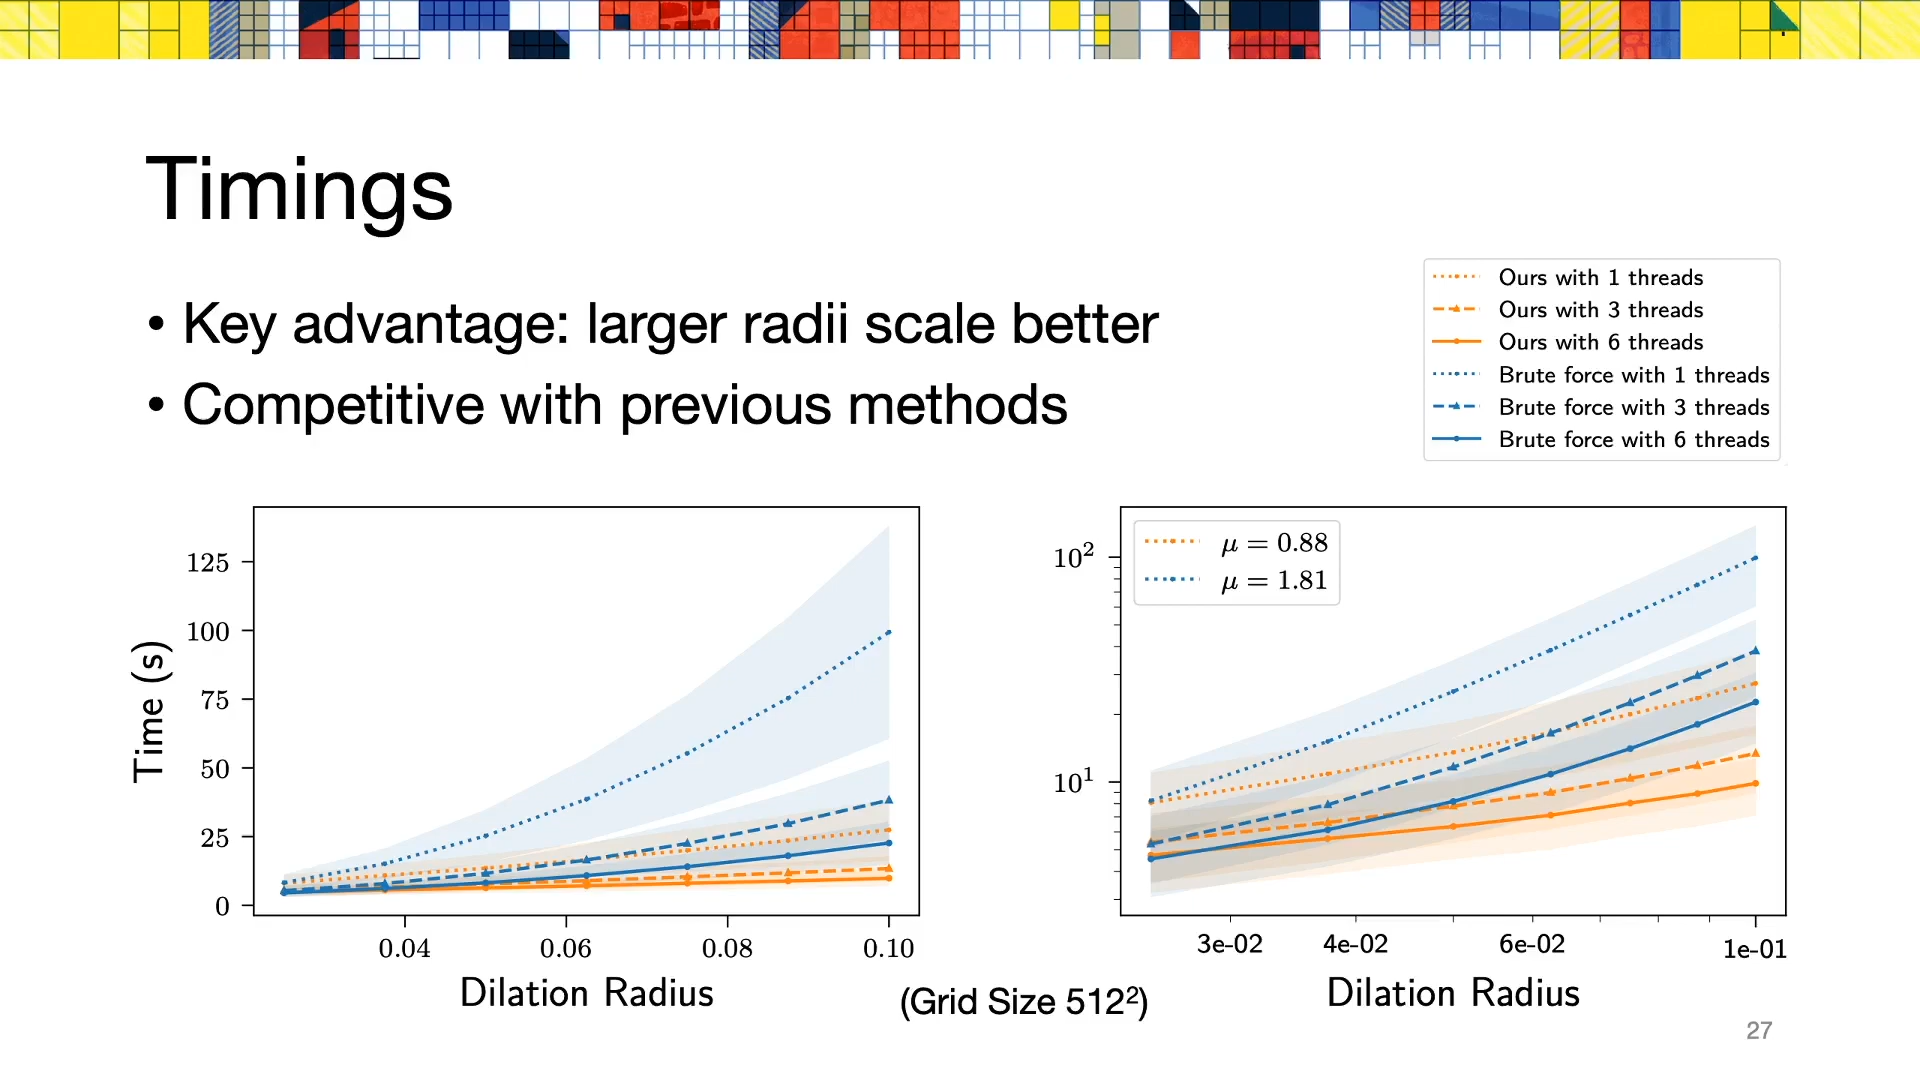 Timings
• Key advantage: larger radii scale better
• Competitive with previous methods
Ours with 1 threads
Ours with 3 threads
Ours with 6 threads
Brute force with 1 threads
Brute force with 3 threads
Brute force with 6 threads
Time (s)
125
100
75
50
25
0
0.04 0.06 0.08 0.10
Dilation Radius
(Grid Size 512²)
μ = 0.88
μ = 1.81
10²
10¹
3e-02 4e-02 6e-02 1e-01
Dilation Radius
27